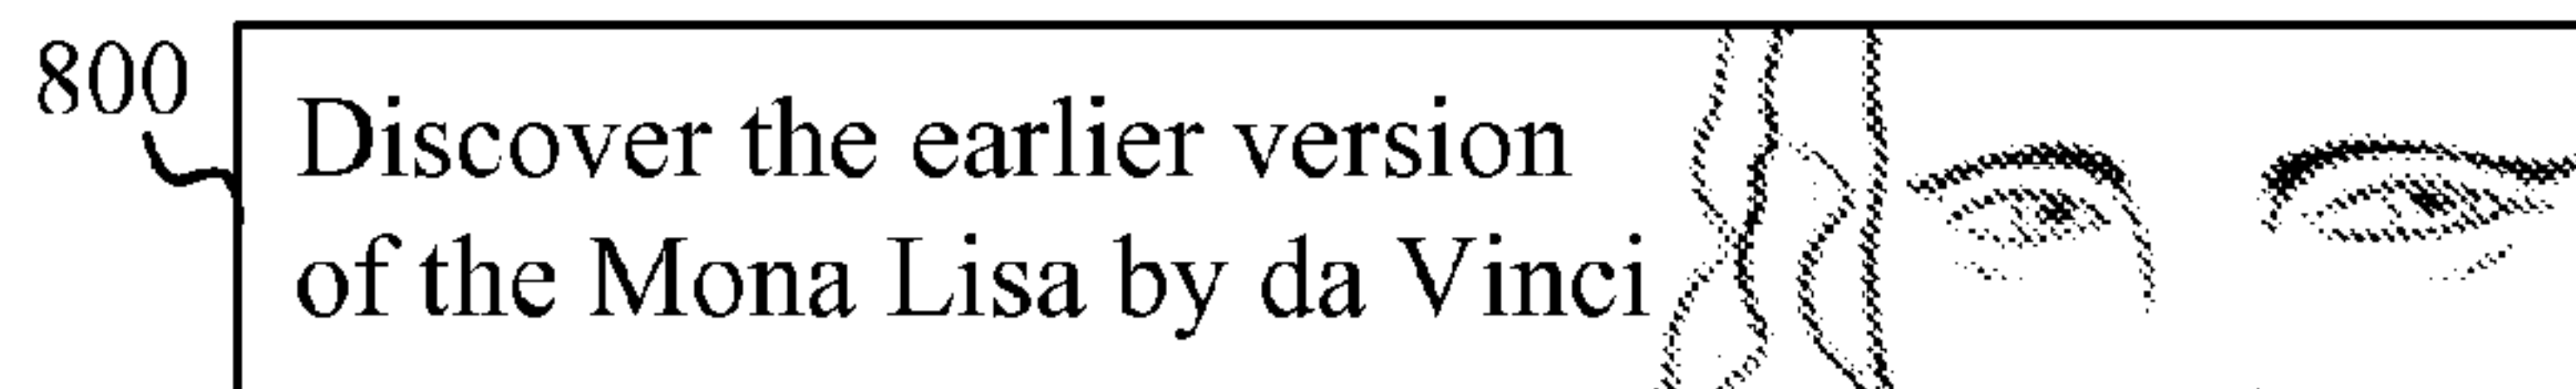 800
Discover the earlier version
of the Mona Lisa by da Vinci